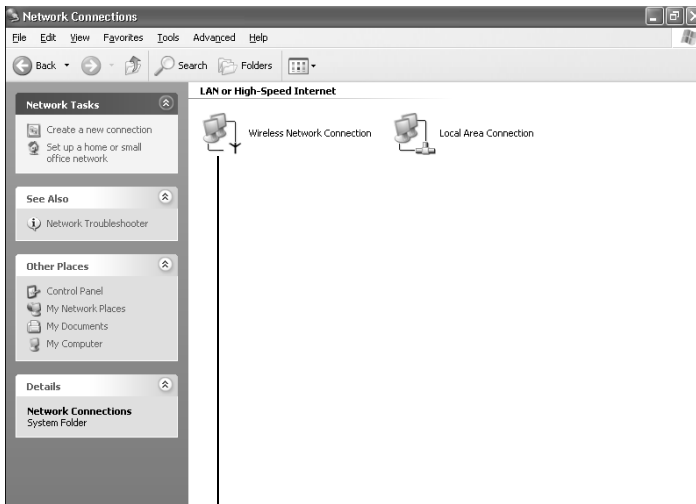 Network Connections
File Edit View Favorites Tools Advanced Help
Back Search Folders
Network Tasks
Create a new connection
Set up a home or small
office network
See Also
Network Troubleshooter
Other Places
Control Panel
My Network Places
My Documents
My Computer
Details
Network Connections
System Folder
LAN or High-Speed Internet
Wireless Network Connection Local Area Connection